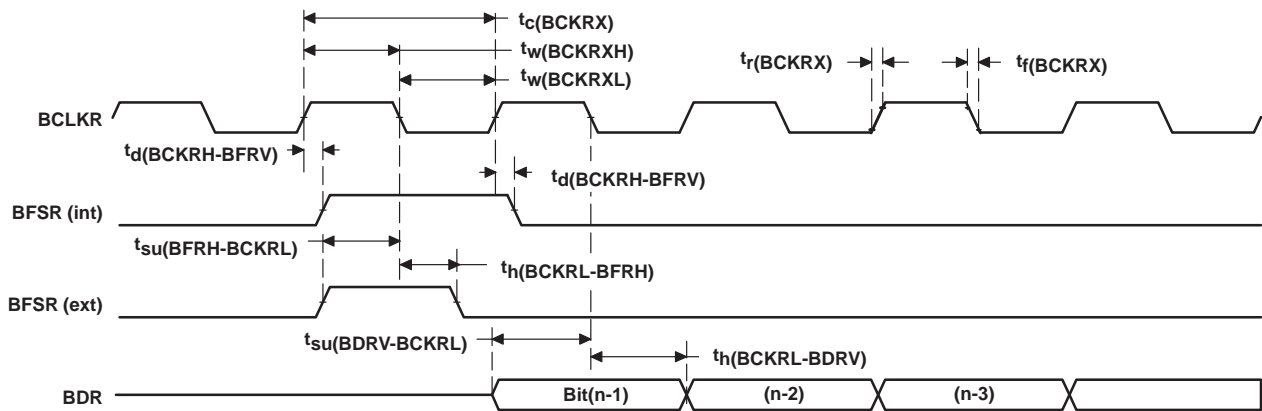 tc(BCKRX)
tw(BCKRXH)
tr(BCKRX)
tf(BCKRX)
tw(BCKRXL)
BCLKR
td(BCKRH-BFRV)
td(BCKRH-BFRV)
BFSR (int)
tsu(BFRH-BCKRL)
th(BCKRL-BFRH)
BFSR (ext)
tsu(BDRV-BCKRL)
th(BCKRL-BDRV)
BDR
Bit(n-1)
(n-2)
(n-3)